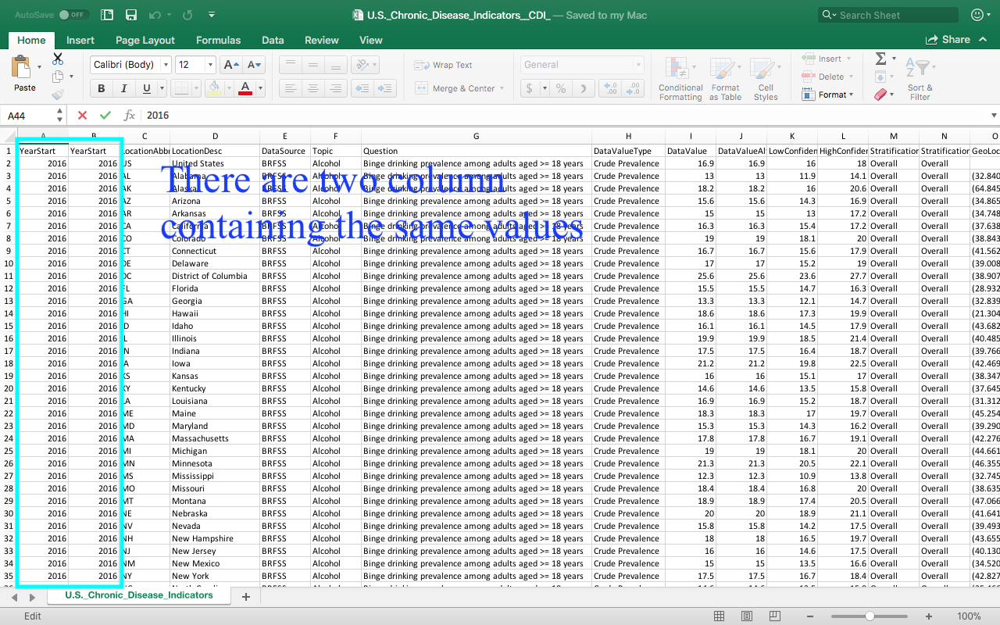 AutoSave OFF U.S._Chronic_Disease_Indicators__CDI_ — Saved to my Mac Search Sheet
Home Insert Page Layout Formulas Data Review View Share
Paste Calibri (Body) 12 A A Wrap Text General Insert
B I U A Merge & Center $ % Conditional Formatting Format as Table Cell Styles Delete Format Sort & Filter
A44 fx 2016
A B C D E F G H I J K L M N O
1 YearStart YearStart LocationAbb LocationDesc DataSource Topic Question DataValueType DataValue DataValueAl LowConfiden HighConfider Stratification Stratification GeoLoc
2 2016 2016 US United States BRFSS Alcohol Binge drinking prevalence among adults aged >= 18 years Crude Prevalence 16.9 16.9 16 18 Overall Overall
3 2016 2016 AL Alabama BRFSS Alcohol Binge drinking prevalence among adults aged >= 18 years Crude Prevalence 13 13 11.9 14.1 Overall Overall (32.840
4 2016 2016 AK Alaska BRFSS Alcohol Binge drinking prevalence among adults aged >= 18 years Crude Prevalence 18.2 18.2 16 20.6 Overall Overall (64.845
5 2016 2016 AZ Arizona BRFSS Alcohol Binge drinking prevalence among adults aged >= 18 years Crude Prevalence 15.6 15.6 14.3 16.9 Overall Overall (34.865
6 2016 2016 AR Arkansas BRFSS Alcohol Binge drinking prevalence among adults aged >= 18 years Crude Prevalence 15 15 13 17.2 Overall Overall (34.748
7 2016 2016 CA California BRFSS Alcohol Binge drinking prevalence among adults aged >= 18 years Crude Prevalence 16.3 16.3 15.4 17.2 Overall Overall (37.638
8 2016 2016 CO Colorado BRFSS Alcohol Binge drinking prevalence among adults aged >= 18 years Crude Prevalence 19 19 18.1 20 Overall Overall (38.843
There are two column
containing the same values
9 2016 2016 CT Connecticut BRFSS Alcohol Binge drinking prevalence among adults aged >= 18 years Crude Prevalence 16.7 16.7 15.6 17.9 Overall Overall (41.562
10 2016 2016 DE Delaware BRFSS Alcohol Binge drinking prevalence among adults aged >= 18 years Crude Prevalence 17 17 15.2 19 Overall Overall (39.008
11 2016 2016 DC District of Columbia BRFSS Alcohol Binge drinking prevalence among adults aged >= 18 years Crude Prevalence 25.6 25.6 23.6 27.7 Overall Overall (38.907
12 2016 2016 FL Florida BRFSS Alcohol Binge drinking prevalence among adults aged >= 18 years Crude Prevalence 15.5 15.5 14.7 16.3 Overall Overall (28.932
13 2016 2016 GA Georgia BRFSS Alcohol Binge drinking prevalence among adults aged >= 18 years Crude Prevalence 13.3 13.3 12.1 14.7 Overall Overall (32.839
14 2016 2016 HI Hawaii BRFSS Alcohol Binge drinking prevalence among adults aged >= 18 years Crude Prevalence 18.6 18.6 17.3 19.9 Overall Overall (21.304
15 2016 2016 ID Idaho BRFSS Alcohol Binge drinking prevalence among adults aged >= 18 years Crude Prevalence 16.1 16.1 14.5 17.9 Overall Overall (43.682
16 2016 2016 IL Illinois BRFSS Alcohol Binge drinking prevalence among adults aged >= 18 years Crude Prevalence 19.9 19.9 18.5 21.4 Overall Overall (40.485
17 2016 2016 IN Indiana BRFSS Alcohol Binge drinking prevalence among adults aged >= 18 years Crude Prevalence 17.5 17.5 16.4 18.7 Overall Overall (39.766
18 2016 2016 IA Iowa BRFSS Alcohol Binge drinking prevalence among adults aged >= 18 years Crude Prevalence 21.2 21.2 19.8 22.5 Overall Overall (42.469
19 2016 2016 KS Kansas BRFSS Alcohol Binge drinking prevalence among adults aged >= 18 years Crude Prevalence 16 16 15.1 17 Overall Overall (38.347
20 2016 2016 KY Kentucky BRFSS Alcohol Binge drinking prevalence among adults aged >= 18 years Crude Prevalence 14.6 14.6 13.5 15.8 Overall Overall (37.645
21 2016 2016 LA Louisiana BRFSS Alcohol Binge drinking prevalence among adults aged >= 18 years Crude Prevalence 16.9 16.9 15.2 18.7 Overall Overall (31.312
22 2016 2016 ME Maine BRFSS Alcohol Binge drinking prevalence among adults aged >= 18 years Crude Prevalence 18.3 18.3 17 19.7 Overall Overall (45.254
23 2016 2016 MD Maryland BRFSS Alcohol Binge drinking prevalence among adults aged >= 18 years Crude Prevalence 15.3 15.3 14.3 16.2 Overall Overall (39.290
24 2016 2016 MA Massachusetts BRFSS Alcohol Binge drinking prevalence among adults aged >= 18 years Crude Prevalence 17.8 17.8 16.7 19.1 Overall Overall (42.276
25 2016 2016 MI Michigan BRFSS Alcohol Binge drinking prevalence among adults aged >= 18 years Crude Prevalence 19 19 18.1 20 Overall Overall (44.661
26 2016 2016 MN Minnesota BRFSS Alcohol Binge drinking prevalence among adults aged >= 18 years Crude Prevalence 21.3 21.3 20.5 22.1 Overall Overall (46.355
27 2016 2016 MS Mississippi BRFSS Alcohol Binge drinking prevalence among adults aged >= 18 years Crude Prevalence 12.3 12.3 10.9 13.8 Overall Overall (32.745
28 2016 2016 MO Missouri BRFSS Alcohol Binge drinking prevalence among adults aged >= 18 years Crude Prevalence 18.4 18.4 16.8 20 Overall Overall (38.635
29 2016 2016 MT Montana BRFSS Alcohol Binge drinking prevalence among adults aged >= 18 years Crude Prevalence 18.9 18.9 17.4 20.5 Overall Overall (47.066
30 2016 2016 NE Nebraska BRFSS Alcohol Binge drinking prevalence among adults aged >= 18 years Crude Prevalence 20 20 18.9 21.1 Overall Overall (41.641
31 2016 2016 NV Nevada BRFSS Alcohol Binge drinking prevalence among adults aged >= 18 years Crude Prevalence 15.8 15.8 14.2 17.5 Overall Overall (39.493
32 2016 2016 NH New Hampshire BRFSS Alcohol Binge drinking prevalence among adults aged >= 18 years Crude Prevalence 18 18 16.5 19.7 Overall Overall (43.655
33 2016 2016 NJ New Jersey BRFSS Alcohol Binge drinking prevalence among adults aged >= 18 years Crude Prevalence 16 16 14.6 17.5 Overall Overall (40.130
34 2016 2016 NM New Mexico BRFSS Alcohol Binge drinking prevalence among adults aged >= 18 years Crude Prevalence 15 15 13.5 16.6 Overall Overall (34.520
35 2016 2016 NY New York BRFSS Alcohol Binge drinking prevalence among adults aged >= 18 years Crude Prevalence 17.5 17.5 16.7 18.4 Overall Overall (42.827
U.S._Chronic_Disease_Indicators +
Edit 100%